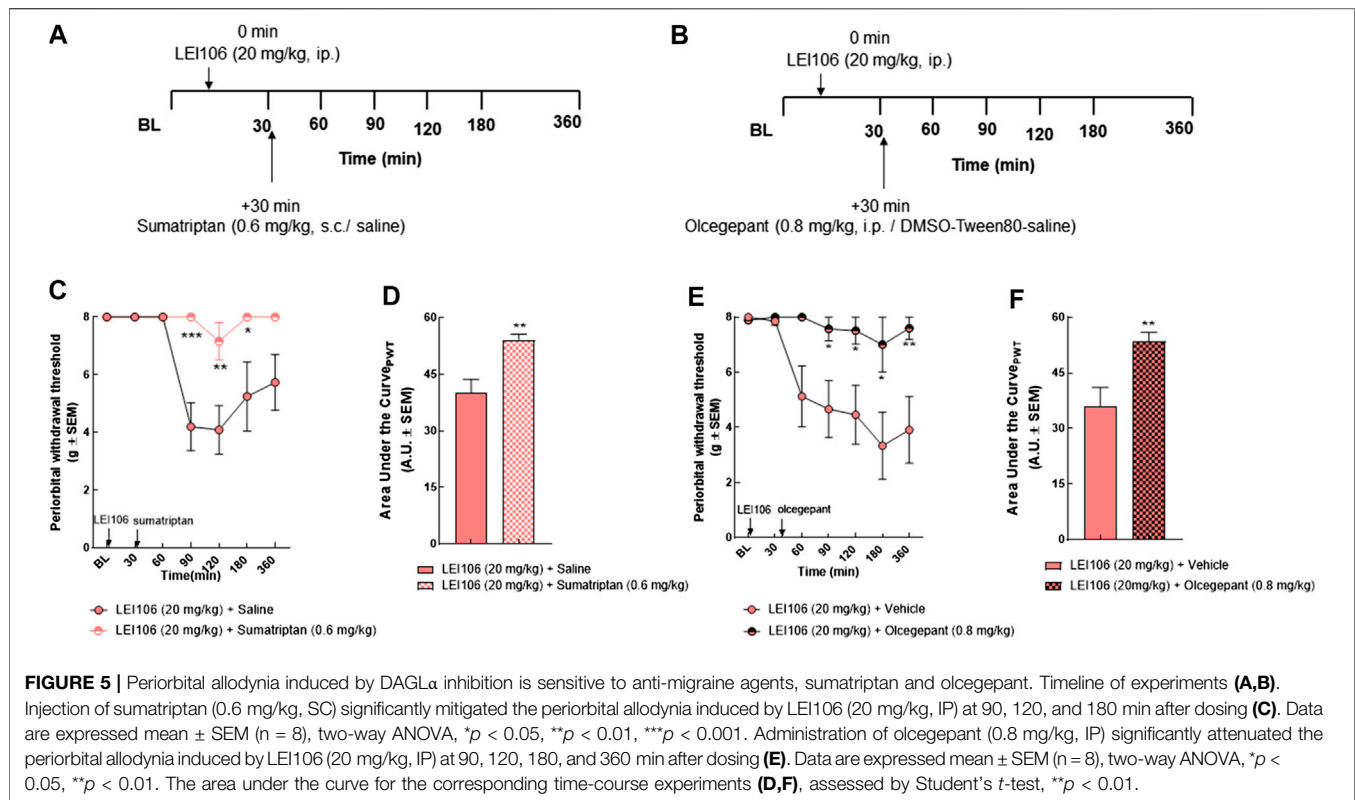 A
0 min
LEI106 (20 mg/kg, ip.)
BL
30
60
90
120
180
360
Time (min)
+30 min
Sumatriptan (0.6 mg/kg, s.c./ saline)
B
0 min
LEI106 (20 mg/kg, ip.)
BL
30
60
90
120
180
360
Time (min)
+30 min
Olcegepant (0.8 mg/kg, i.p. / DMSO-Tween80-saline)
C
Periorbital withdrawal threshold
(g ± SEM)
8
6
4
2
0
***
**
*
LEI106 sumatriptan
BL
30
60
90
120
180
360
Time(min)
LEI106 (20 mg/kg) + Saline
LEI106 (20 mg/kg) + Sumatriptan (0.6 mg/kg)
D
Area Under the CurvePWT
(A.U. ± SEM)
60
45
30
15
0
**
LEI106 (20 mg/kg) + Saline
LEI106 (20 mg/kg) + Sumatriptan (0.6 mg/kg)
E
Periorbital withdrawal threshold
(g ± SEM)
8
6
4
2
0
*
*
*
**
LEI106 olcegepant
BL
30
60
90
120
180
360
Time (min)
LEI106 (20 mg/kg) + Vehicle
LEI106 (20 mg/kg) + Olcegepant (0.8 mg/kg)
F
Area Under the CurvePWT
(A.U. ± SEM)
60
45
30
15
0
**
LEI106 (20 mg/kg) + Vehicle
LEI106 (20mg/kg) + Olcegepant (0.8 mg/kg)
FIGURE 5 | Periorbital allodynia induced by DAGLα inhibition is sensitive to anti-migraine agents, sumatriptan and olcegepant. Timeline of experiments (A,B).
Injection of sumatriptan (0.6 mg/kg, SC) significantly mitigated the periorbital allodynia induced by LEI106 (20 mg/kg, IP) at 90, 120, and 180 min after dosing (C). Data
are expressed mean ± SEM (n = 8), two-way ANOVA, *p < 0.05, **p < 0.01, ***p < 0.001. Administration of olcegepant (0.8 mg/kg, IP) significantly attenuated the
periorbital allodynia induced by LEI106 (20 mg/kg, IP) at 90, 120, 180, and 360 min after dosing (E). Data are expressed mean ± SEM (n = 8), two-way ANOVA, *p <
0.05, **p < 0.01. The area under the curve for the corresponding time-course experiments (D,F), assessed by Student's t-test, **p < 0.01.